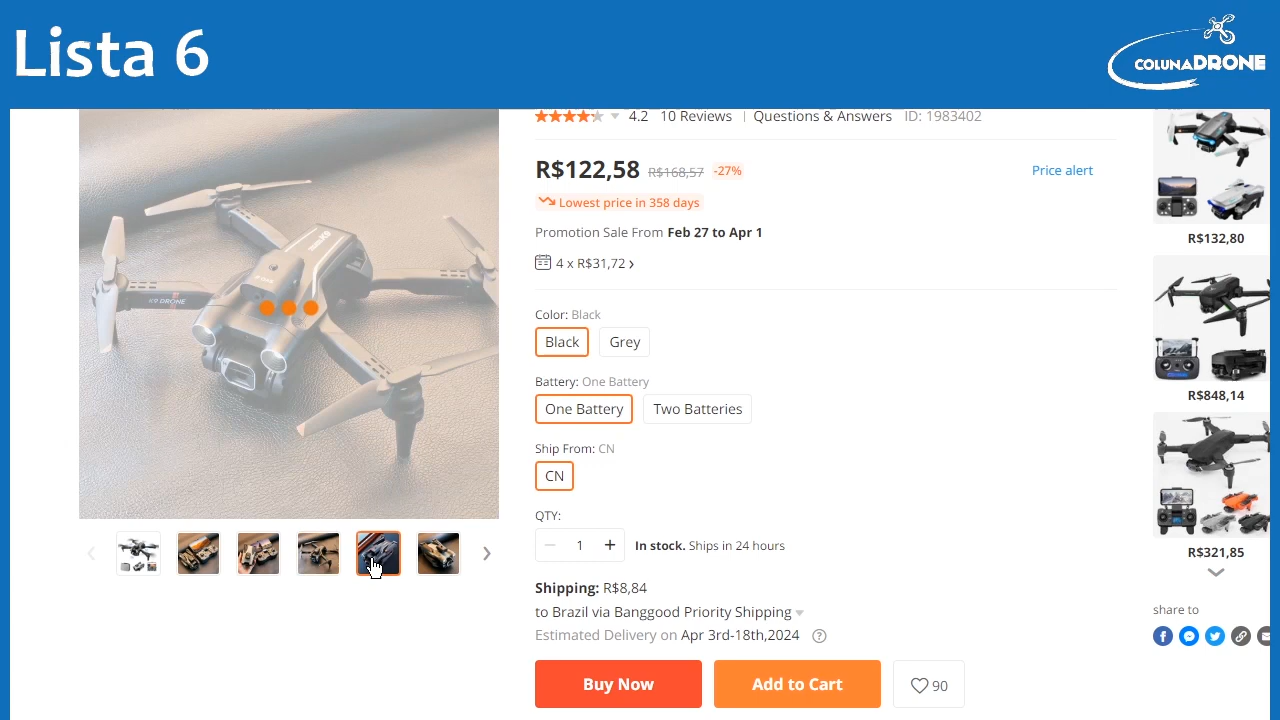 Lista 6
COLUNADRONE
4.2 10 Reviews | Questions & Answers ID: 1983402
R$122,58 R$168,57 -27%
Price alert
Lowest price in 358 days
Promotion Sale From Feb 27 to Apr 1
4 x R$31,72 ›
Color: Black
Black Grey
Battery: One Battery
One Battery Two Batteries
Ship From: CN
CN
QTY:
− 1 + In stock. Ships in 24 hours
Shipping: R$8,84
to Brazil via Banggood Priority Shipping
Estimated Delivery on Apr 3rd-18th,2024 ?
Buy Now Add to Cart 90
K9 DRONE
R$132,80
R$848,14
R$321,85
share to